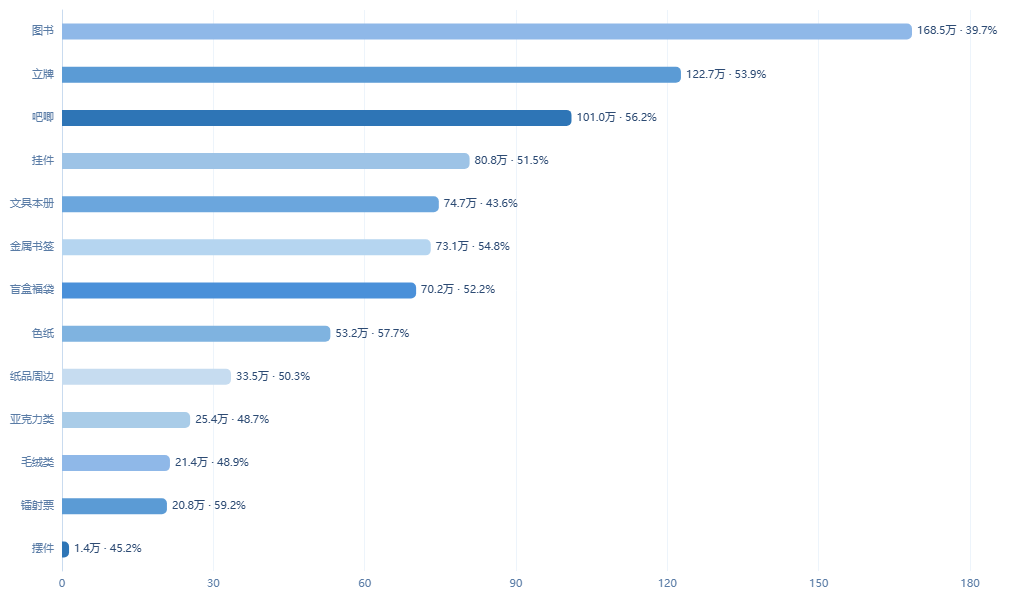 图书 168.5万 · 39.7%
立牌 122.7万 · 53.9%
吧唧 101.0万 · 56.2%
挂件 80.8万 · 51.5%
文具本册 74.7万 · 43.6%
金属书签 73.1万 · 54.8%
盲盒福袋 70.2万 · 52.2%
色纸 53.2万 · 57.7%
纸品周边 33.5万 · 50.3%
亚克力类 25.4万 · 48.7%
毛绒类 21.4万 · 48.9%
镭射票 20.8万 · 59.2%
摆件 1.4万 · 45.2%
0 30 60 90 120 150 180